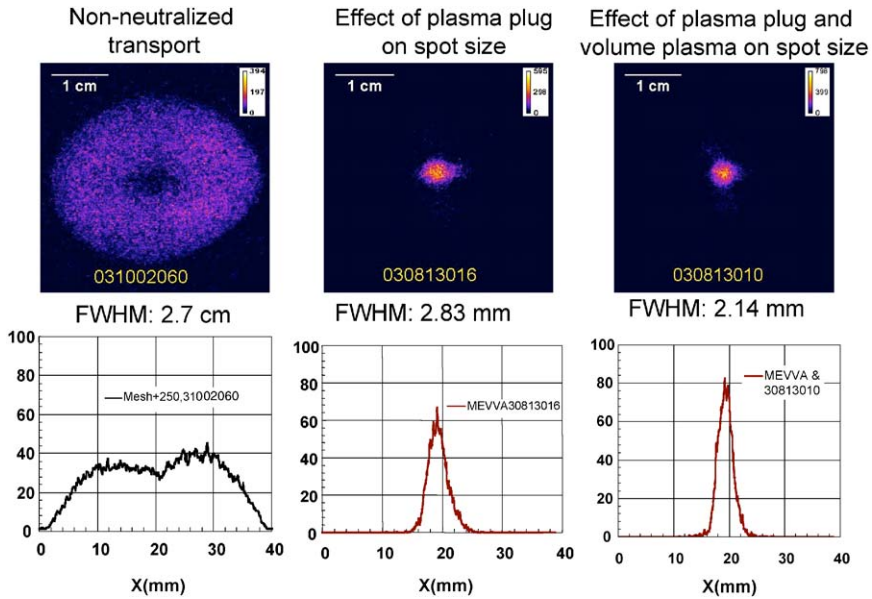 Non-neutralized
transport
394
197
0
1 cm
031002060
FWHM: 2.7 cm
100
80
60
40
20
0
Mesh+250,31002060
0 10 20 30 40
X(mm)
Effect of plasma plug
on spot size
595
298
0
1 cm
030813016
FWHM: 2.83 mm
100
80
60
40
20
0
MEVVA30813016
0 10 20 30 40
X(mm)
Effect of plasma plug and
volume plasma on spot size
798
399
0
1 cm
030813010
FWHM: 2.14 mm
100
80
60
40
20
0
MEVVA &
30813010
0 10 20 30 40
X(mm)